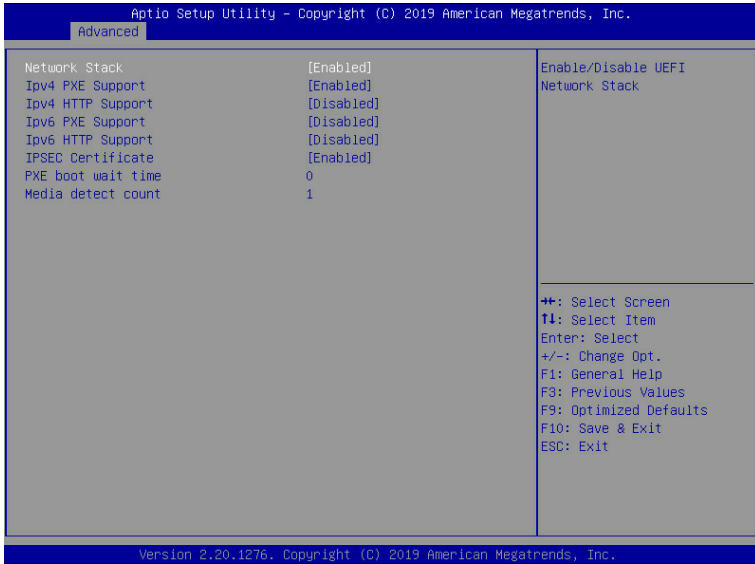 Aptio Setup Utility – Copyright (C) 2019 American Megatrends, Inc.
Advanced
Network Stack [Enabled]
Ipv4 PXE Support [Enabled]
Ipv4 HTTP Support [Disabled]
Ipv6 PXE Support [Disabled]
Ipv6 HTTP Support [Disabled]
IPSEC Certificate [Enabled]
PXE boot wait time 0
Media detect count 1
Enable/Disable UEFI
Network Stack
→←: Select Screen
↑↓: Select Item
Enter: Select
+/-: Change Opt.
F1: General Help
F3: Previous Values
F9: Optimized Defaults
F10: Save & Exit
ESC: Exit
Version 2.20.1276. Copyright (C) 2019 American Megatrends, Inc.